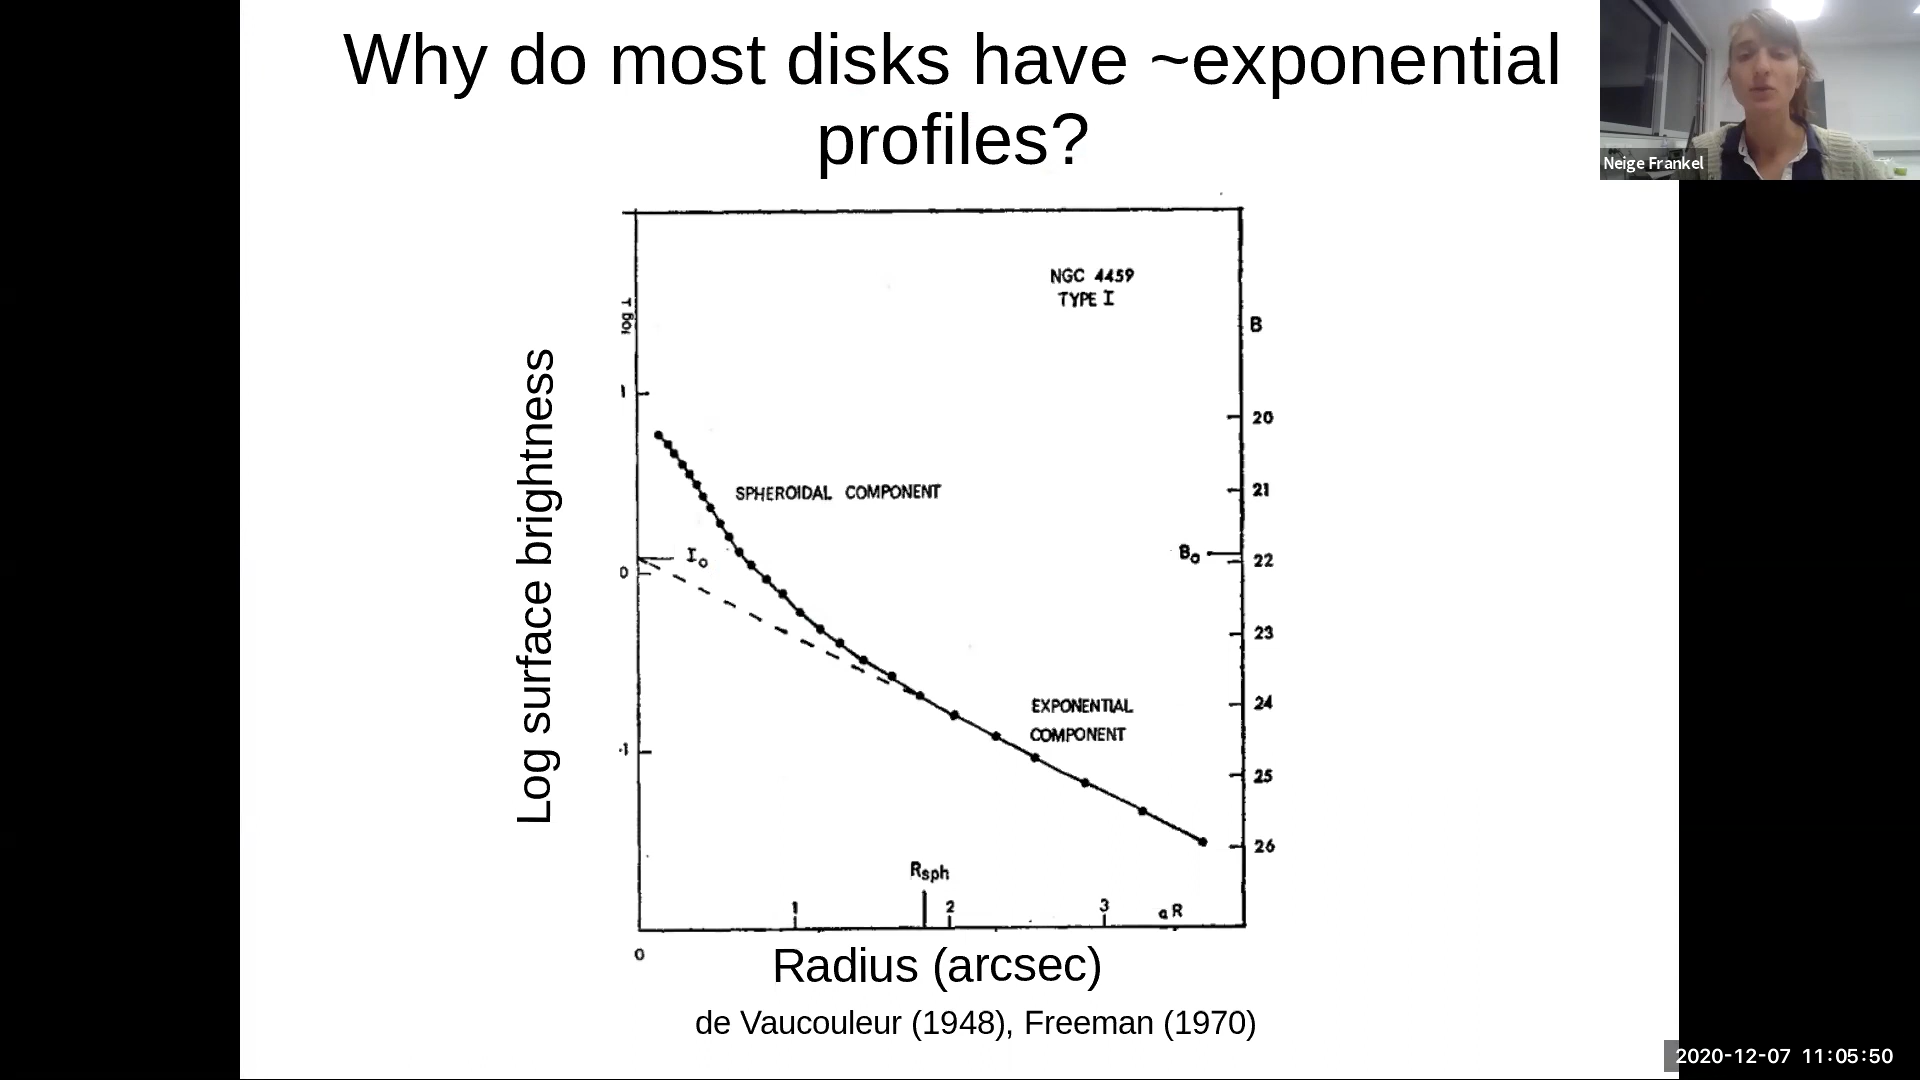 Why do most disks have ~exponential
profiles?
Neige Frankel
NGC 4459
TYPE I
log I
B
1
20
SPHEROIDAL COMPONENT
21
I₀
B₀
22
0
23
EXPONENTIAL
COMPONENT
24
-1
25
26
Rsph
1
2
3
αR
0
Log surface brightness
Radius (arcsec)
de Vaucouleur (1948), Freeman (1970)
2020-12-07 11:05:50